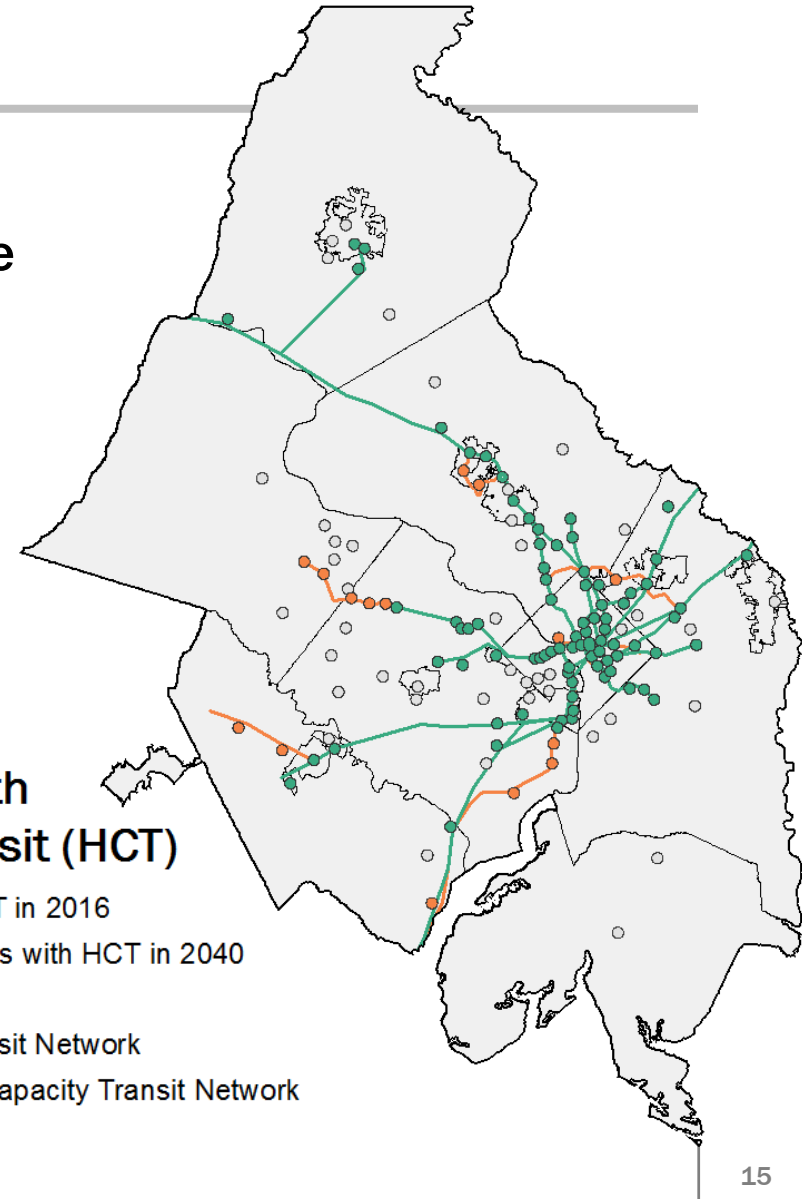 e
th
sit (HCT)
T in 2016
s with HCT in 2040
sit Network
apacity Transit Network
15